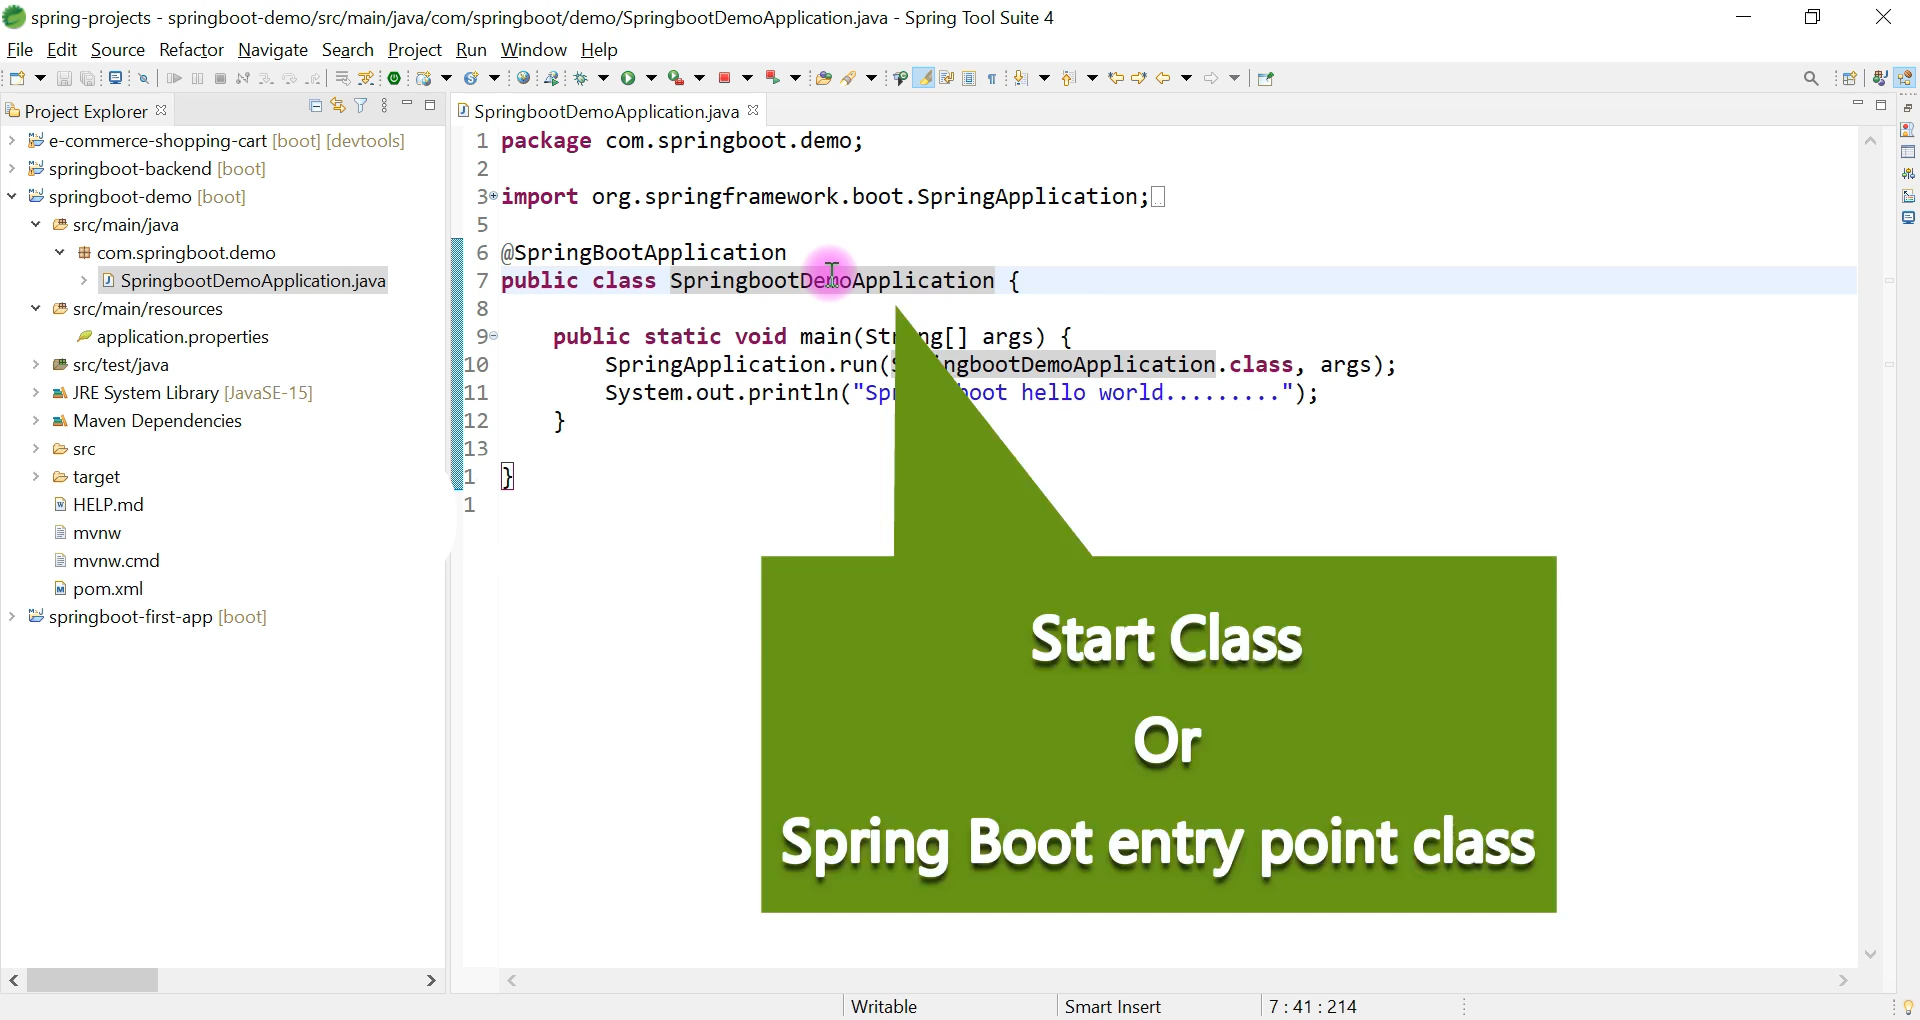 spring-projects - springboot-demo/src/main/java/com/springboot/demo/SpringbootDemoApplication.java - Spring Tool Suite 4
File Edit Source Refactor Navigate Search Project Run Window Help
Project Explorer
e-commerce-shopping-cart [boot] [devtools]
springboot-backend [boot]
springboot-demo [boot]
src/main/java
com.springboot.demo
SpringbootDemoApplication.java
src/main/resources
application.properties
src/test/java
JRE System Library [JavaSE-15]
Maven Dependencies
src
target
HELP.md
mvnw
mvnw.cmd
pom.xml
springboot-first-app [boot]
SpringbootDemoApplication.java
1 package com.springboot.demo;
2
3 import org.springframework.boot.SpringApplication;
5
6 @SpringBootApplication
7 public class SpringbootDemoApplication {
8
9 public static void main(String[] args) {
10 SpringApplication.run(SpringbootDemoApplication.class, args);
11 System.out.println("Spring boot hello world.........");
12 }
13
1 }
1
Start Class
Or
Spring Boot entry point class
Writable Smart Insert 7 : 41 : 214